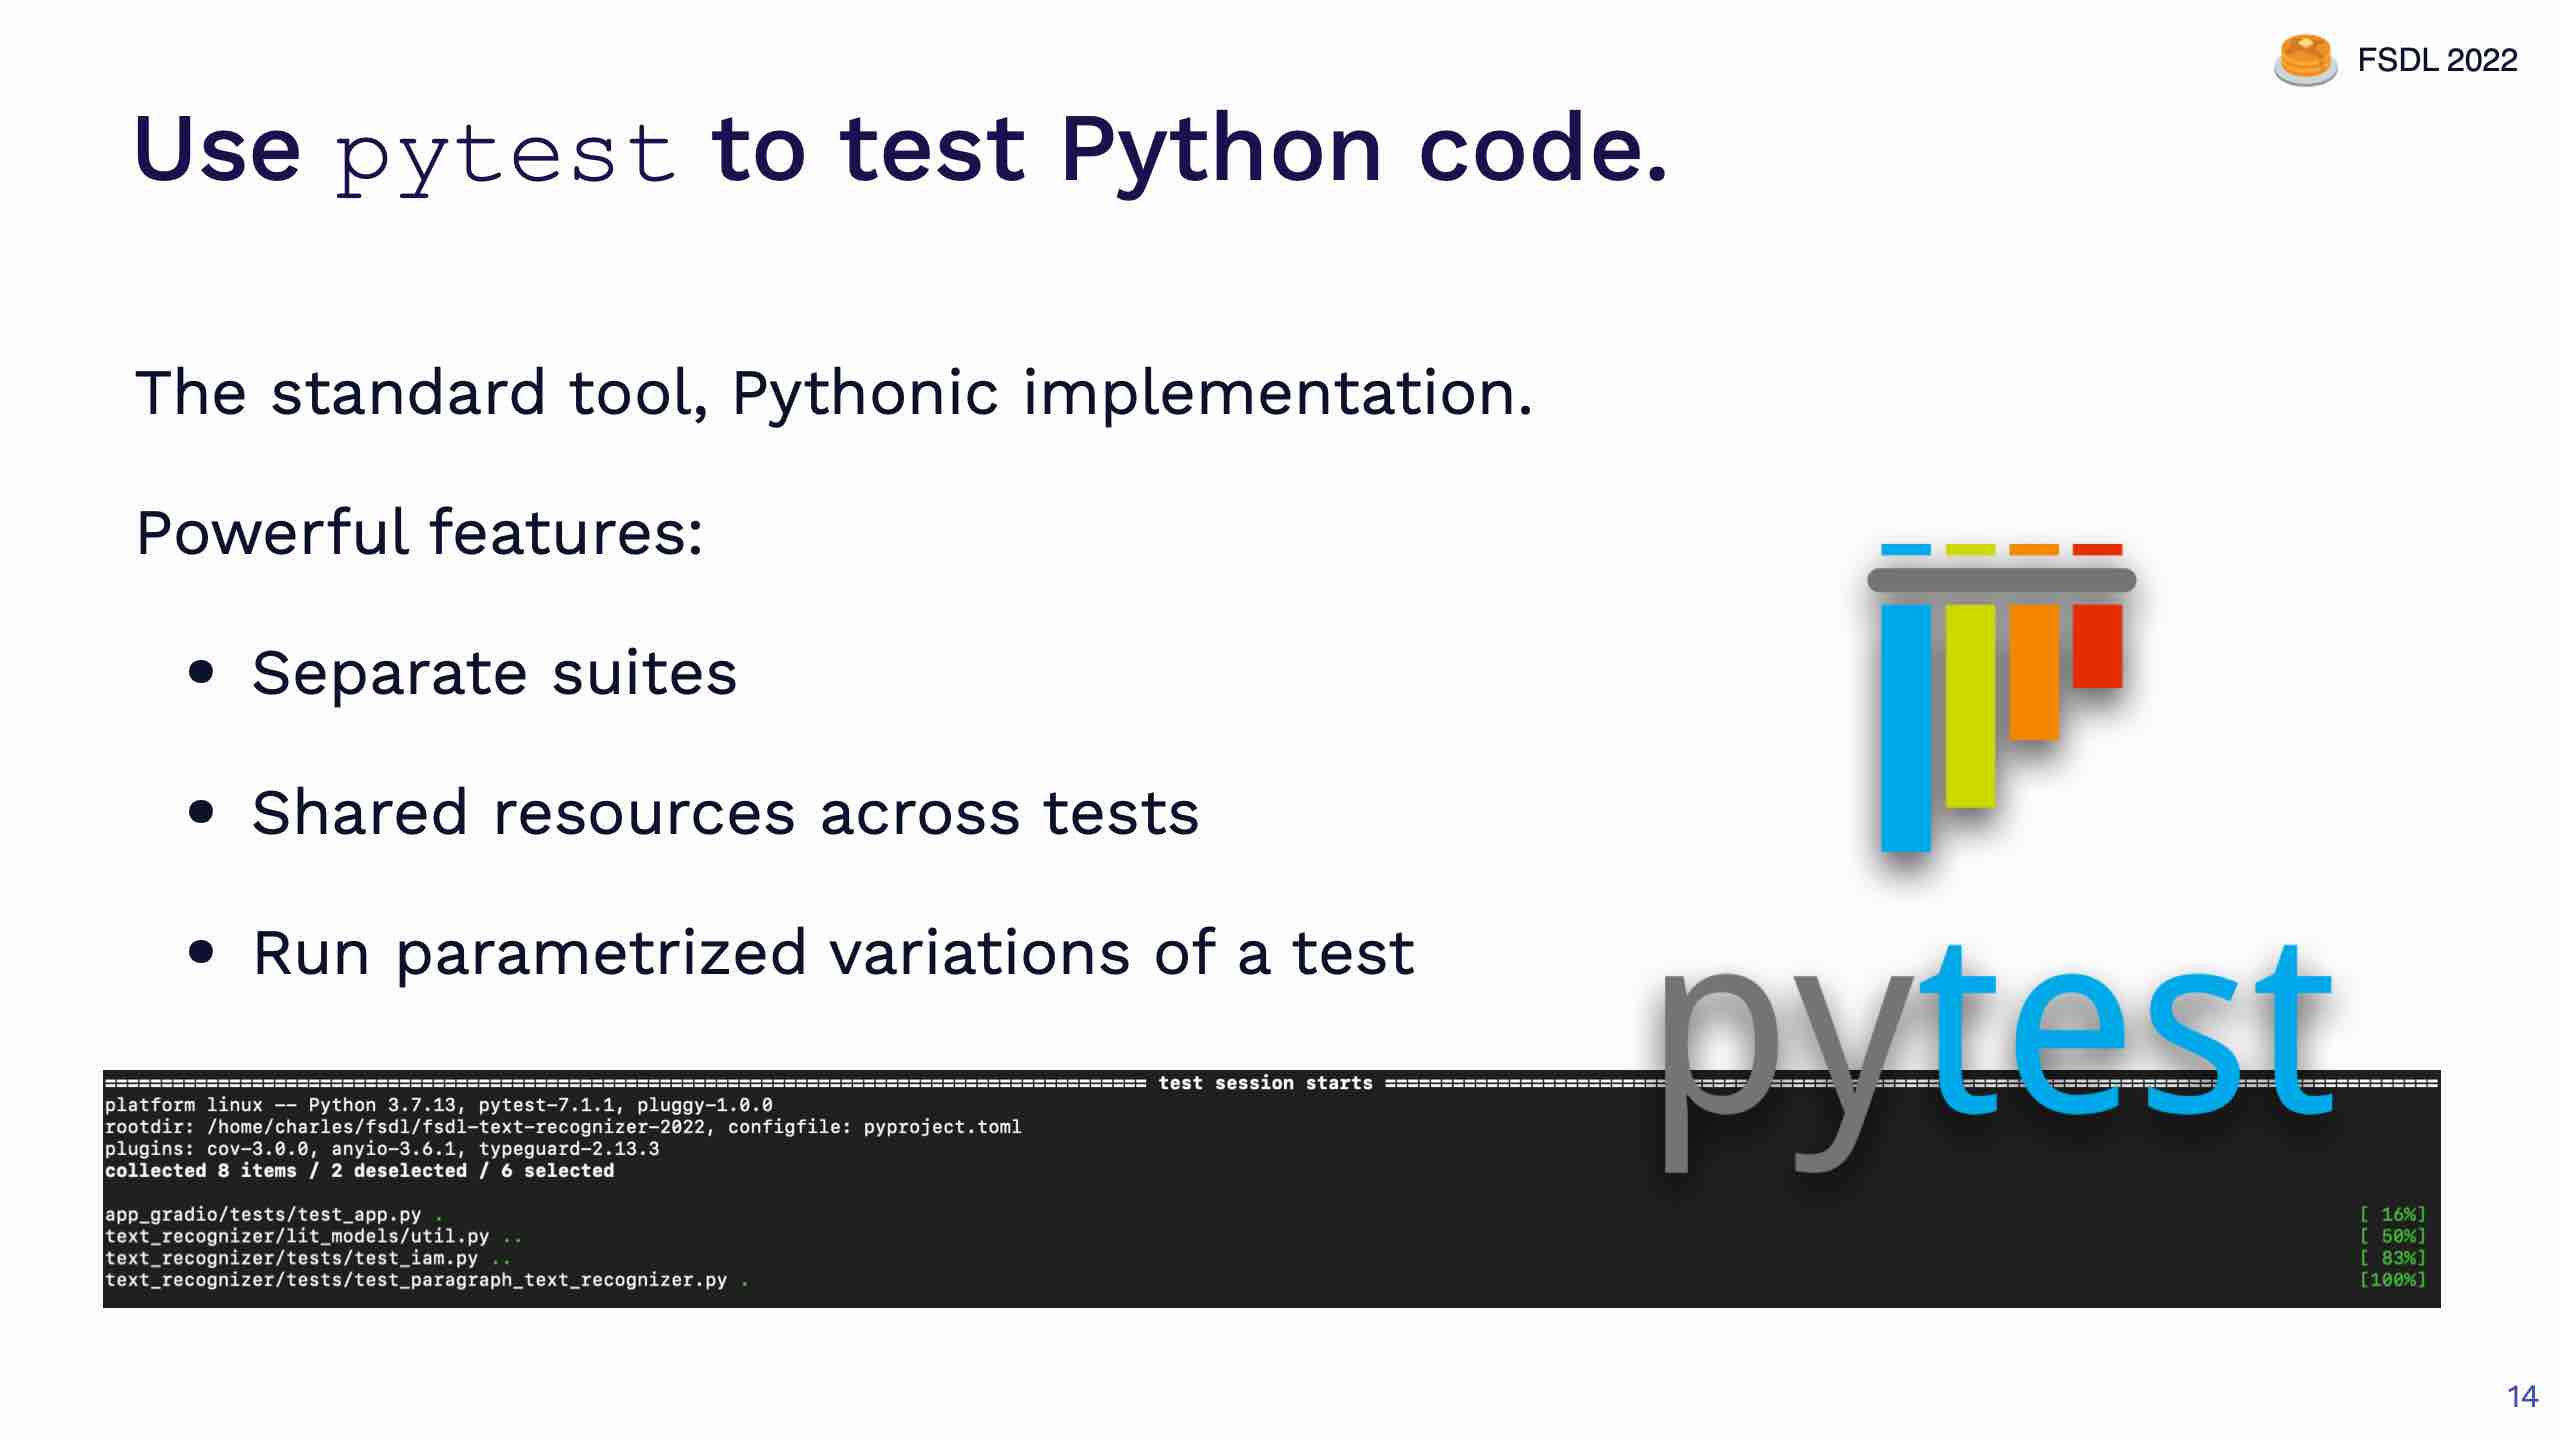 FSDL 2022
Use pytest to test Python code.
The standard tool, Pythonic implementation.
Powerful features:
• Separate suites
• Shared resources across tests
• Run parametrized variations of a test
pytest
test session starts
platform linux -- Python 3.7.13, pytest-7.1.1, pluggy-1.0.0
rootdir: /home/charles/fsdl/fsdl-text-recognizer-2022, configfile: pyproject.toml
plugins: cov-3.0.0, anyio-3.6.1, typeguard-2.13.3
collected 8 items / 2 deselected / 6 selected
app_gradio/tests/test_app.py . [ 16%]
text_recognizer/lit_models/util.py .. [ 50%]
text_recognizer/tests/test_iam.py .. [ 83%]
text_recognizer/tests/test_paragraph_text_recognizer.py . [100%]
14